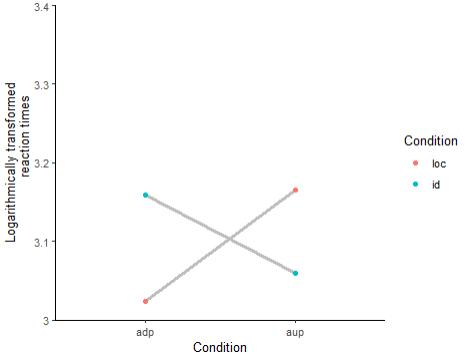 Logarithmically transformed
reaction times
3.4
3.3
3.2
3.1
3
adp
aup
Condition
Condition
loc
id